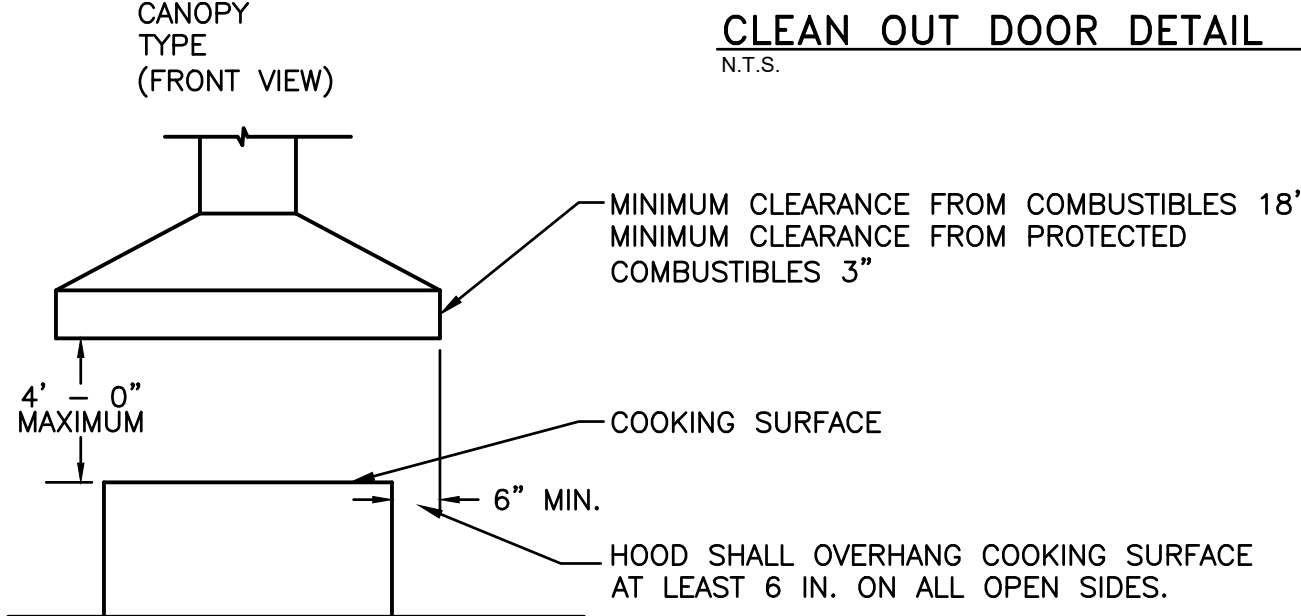 CANOPY
TYPE
(FRONT VIEW)
CLEAN OUT DOOR DETAIL
N.T.S.
MINIMUM CLEARANCE FROM COMBUSTIBLES 18'
MINIMUM CLEARANCE FROM PROTECTED
COMBUSTIBLES 3"
4' - 0"
MAXIMUM
COOKING SURFACE
6" MIN.
HOOD SHALL OVERHANG COOKING SURFACE
AT LEAST 6 IN. ON ALL OPEN SIDES.